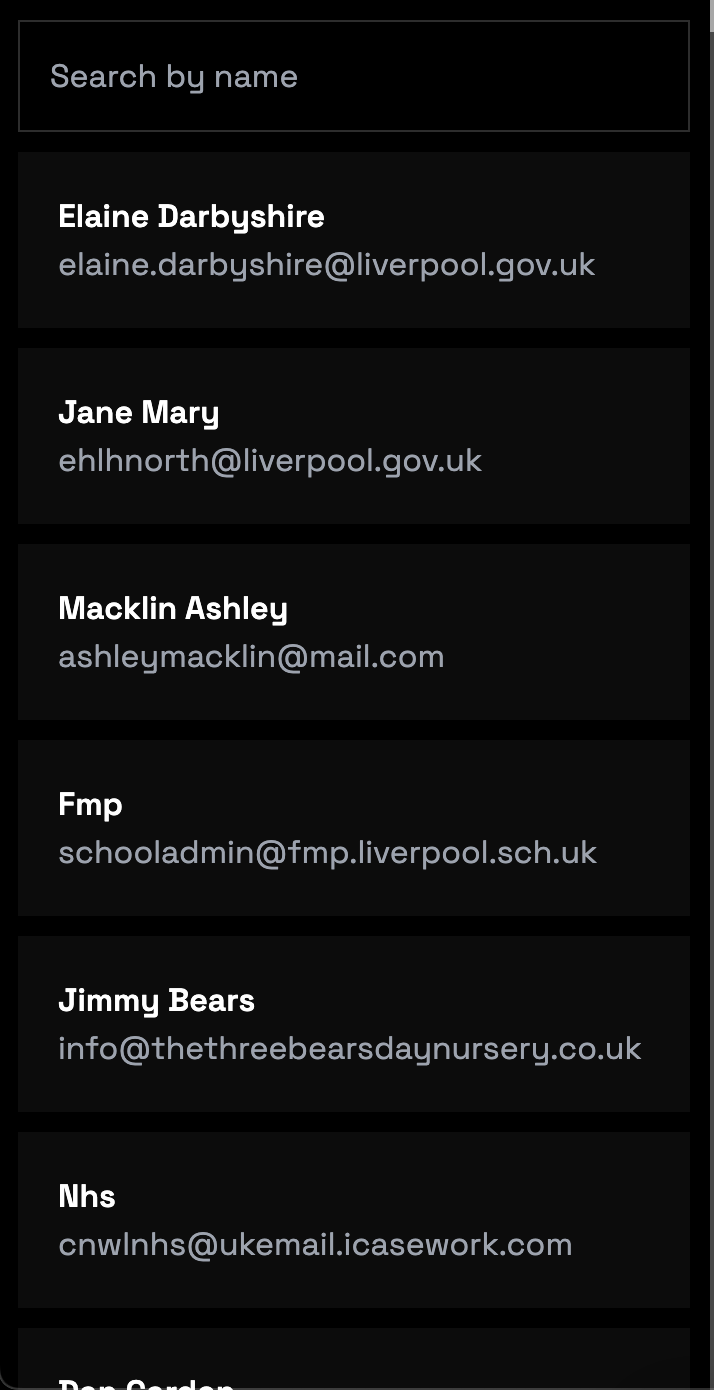 Search by name
Elaine Darbyshire
elaine.darbyshire@liverpool.gov.uk
Jane Mary
ehlhnorth@liverpool.gov.uk
Macklin Ashley
ashleymacklin@mail.com
Fmp
schooladmin@fmp.liverpool.sch.uk
Jimmy Bears
info@thethreebearsdaynursery.co.uk
Nhs
cnwlnhs@ukemail.icasework.com